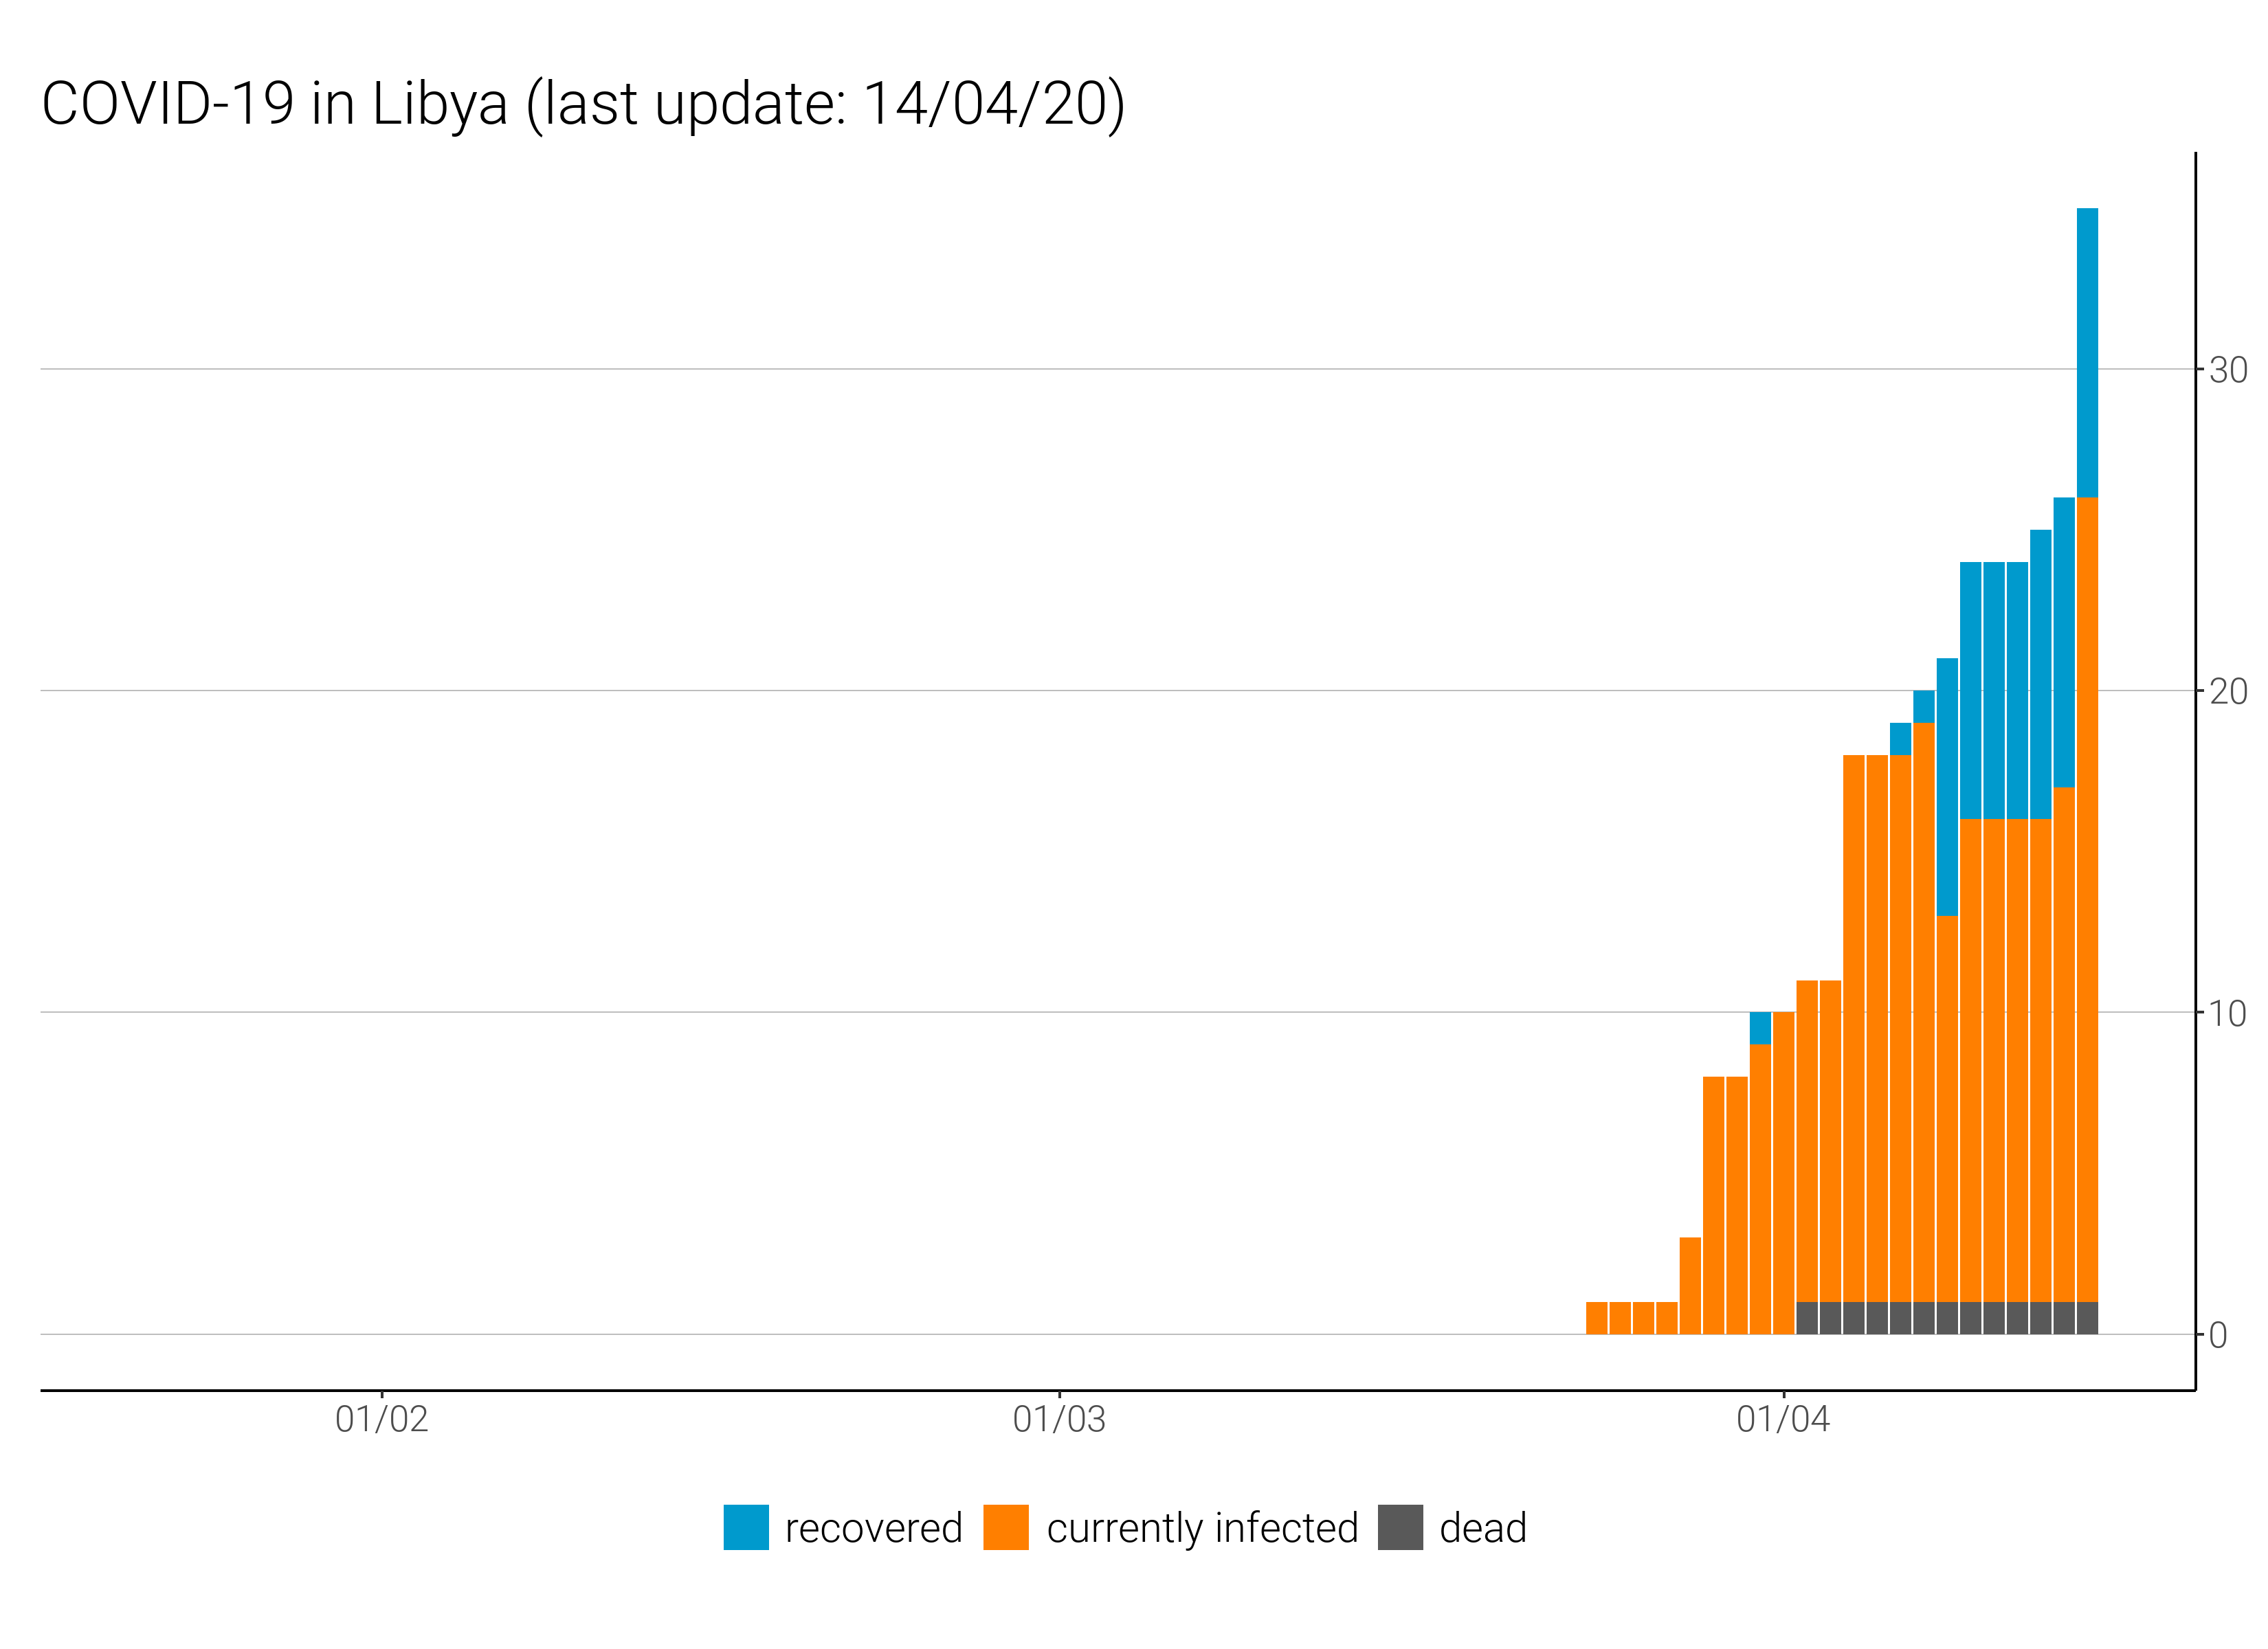 COVID-19 in Libya (last update: 14/04/20)
30
20
10
0
01/02 01/03 01/04
recovered currently infected dead